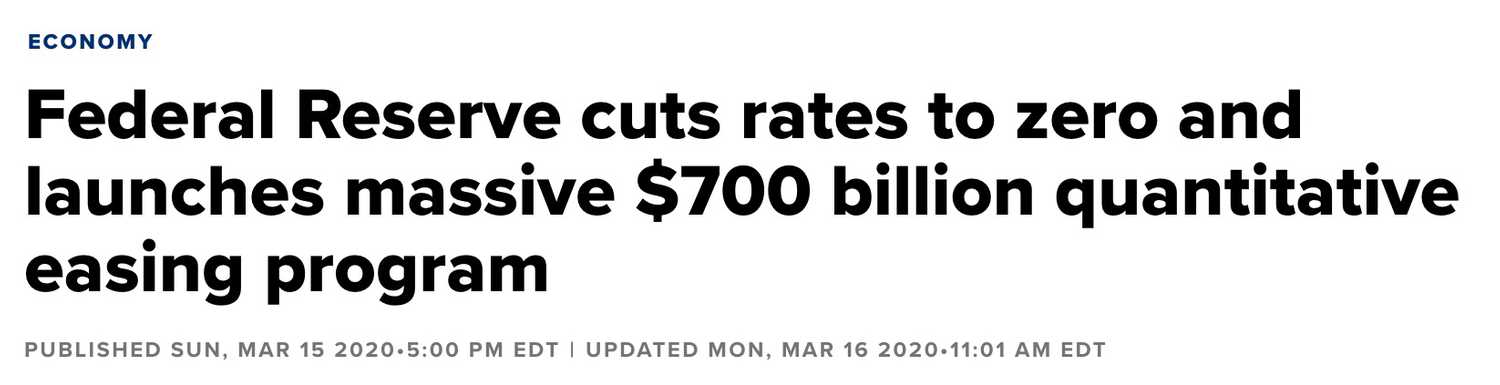 ECONOMY
Federal Reserve cuts rates to zero and
launches massive $700 billion quantitative
easing program
PUBLISHED SUN, MAR 15 2020•5:00 PM EDT | UPDATED MON, MAR 16 2020•11:01 AM EDT